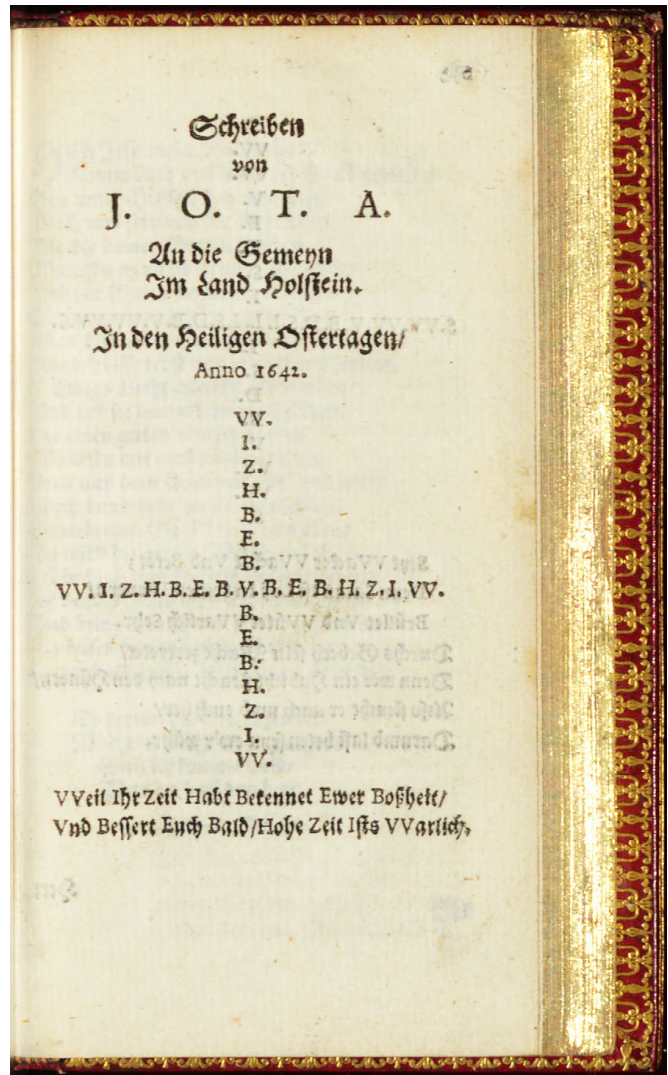 Schreiben
von
J. O. T. A.
An die Gemeyn
Im Land Holstein.
In den Heiligen Ostertagen/
Anno 1642.
VV.
I.
Z.
H.
B.
E.
B.
VV. I. Z. H. B. E. B. V. B. E. B. H. Z. I. VV.
B.
E.
B.
H.
Z.
I.
VV.
VVeil Ihr Zeit Habt Bekennet Ewer Boßheit/
Vnd Bessert Euch Bald/Hohe Zeit Ists VVarlich.